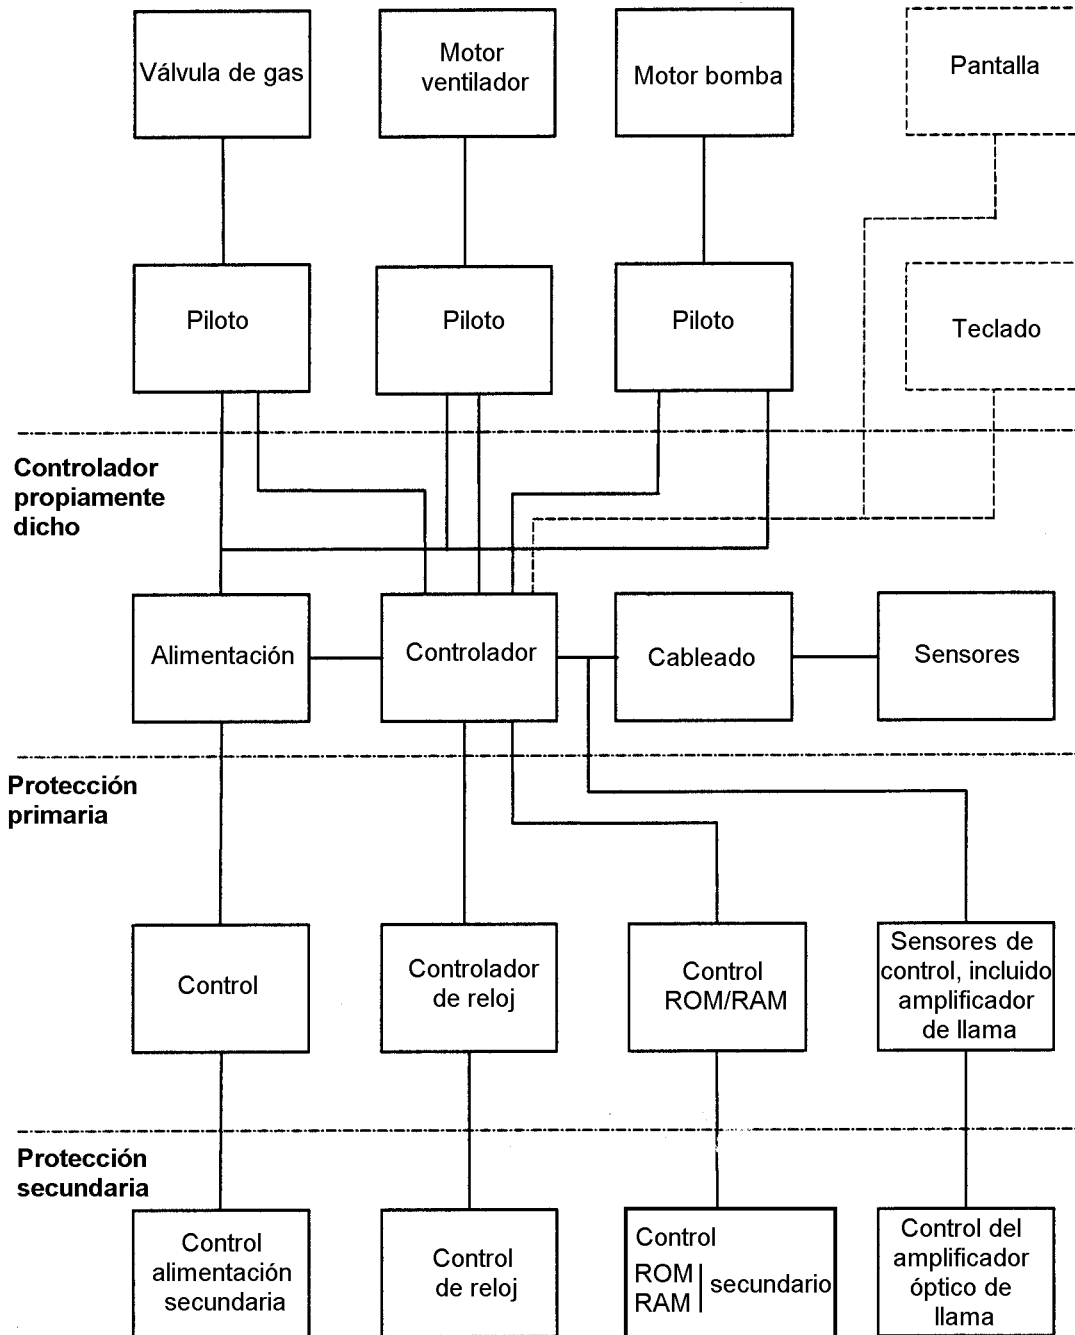 Válvula de gas
Motor
ventilador
Motor bomba
Pantalla
Piloto
Piloto
Piloto
Teclado
Controlador
propiamente
dicho
Alimentación
Controlador
Cableado
Sensores
Protección
primaria
Control
Controlador
de reloj
Control
ROM/RAM
Sensores de
control, incluido
amplificador
de llama
Protección
secundaria
Control
alimentación
secundaria
Control
de reloj
Control
ROM
RAM
secundario
Control del
amplificador
óptico de
llama